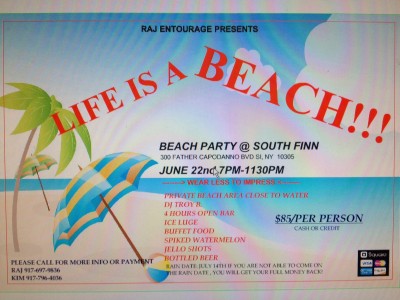 RAJ ENTOURAGE PRESENTS
LIFE IS A BEACH!!!
BEACH PARTY @ SOUTH FINN
300 FATHER CAPODANNO BVD SI, NY 10305
JUNE 22nd 7PM-1130PM
WEAR LESS TO IMPRESS
PRIVATE BEACH AREA CLOSE TO WATER
DJ TROY B.
4 HOURS OPEN BAR
ICE LUGE
BUFFET FOOD
SPIKED WATERMELON
JELLO SHOTS
BOTTLED BEER
$85/PER PERSON
CASH OR CREDIT
PLEASE CALL FOR MORE INFO OR PAYMENT
RAJ 917-697-9836
KIM 917-796-4036
RAIN DATE, JULY 14TH IF YOU ARE NOT ABLE TO COME ON
THE RAIN DATE, YOU WILL GET YOUR FULL MONEY BACK!
Square
VISA